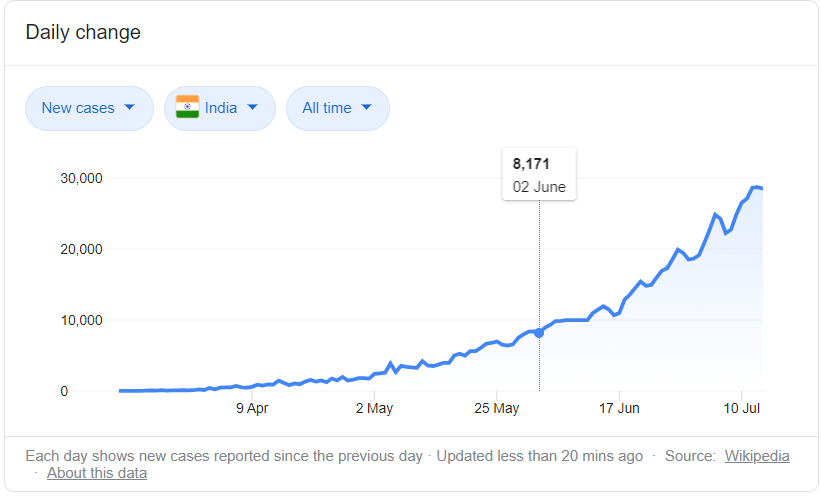 Daily change
New cases India All time
8,171
02 June
30,000
20,000
10,000
0
9 Apr 2 May 25 May 17 Jun 10 Jul
Each day shows new cases reported since the previous day · Updated less than 20 mins ago · Source: Wikipedia
· About this data